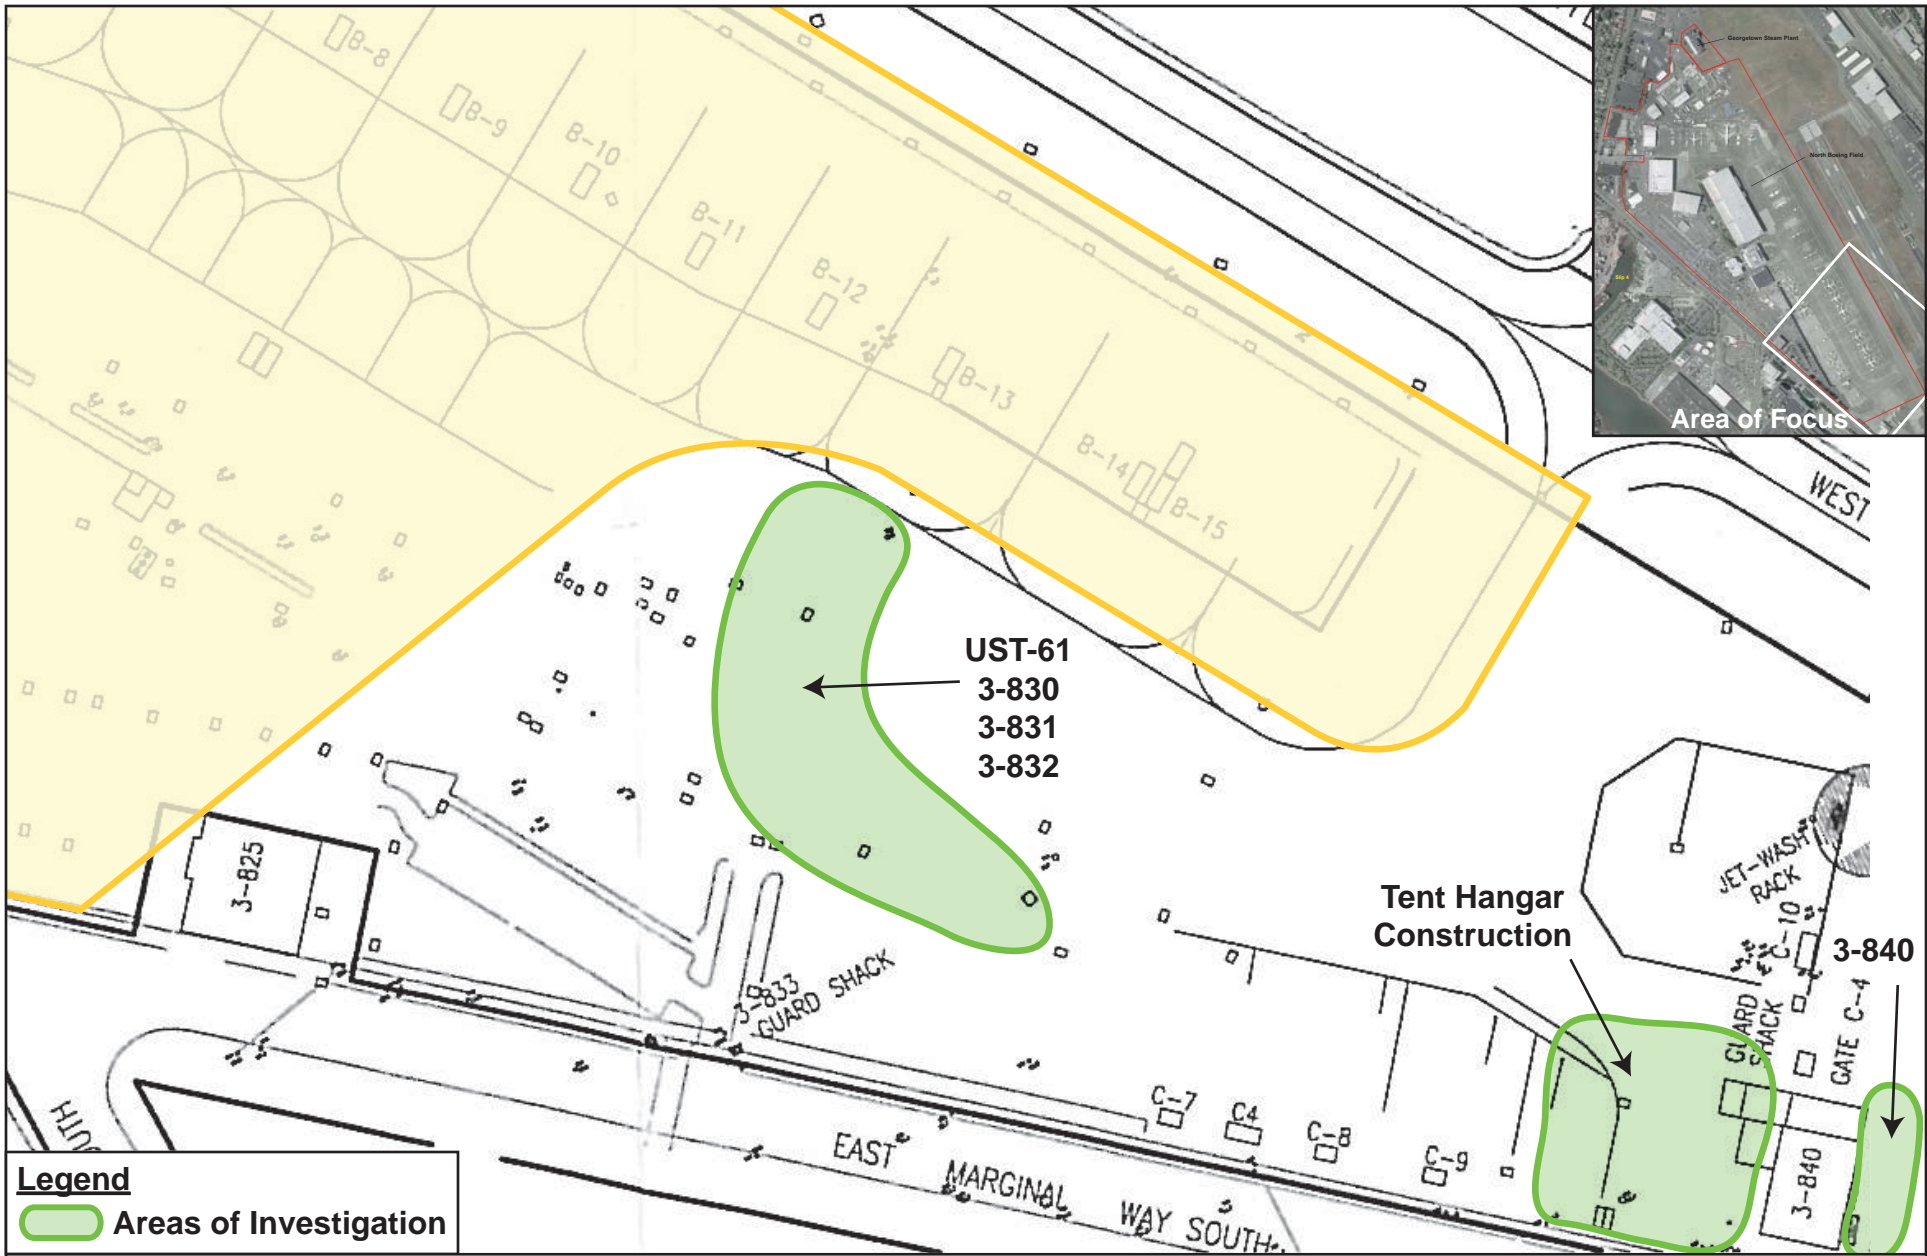 B-8
B-9
B-10
B-11
B-12
B-13
B-14
B-15
Georgetown Steam Plant
North Boeing Field
Slip 4
Area of Focus
WEST
UST-61
3-830
3-831
3-832
3-825
3-833
GUARD SHACK
JET-WASH
RACK
Tent Hangar
Construction
C-10
3-840
GUARD
SHACK
GATE C-4
C-7
C4
C-8
C-9
3-840
EAST MARGINAL WAY SOUTH
Legend
Areas of Investigation